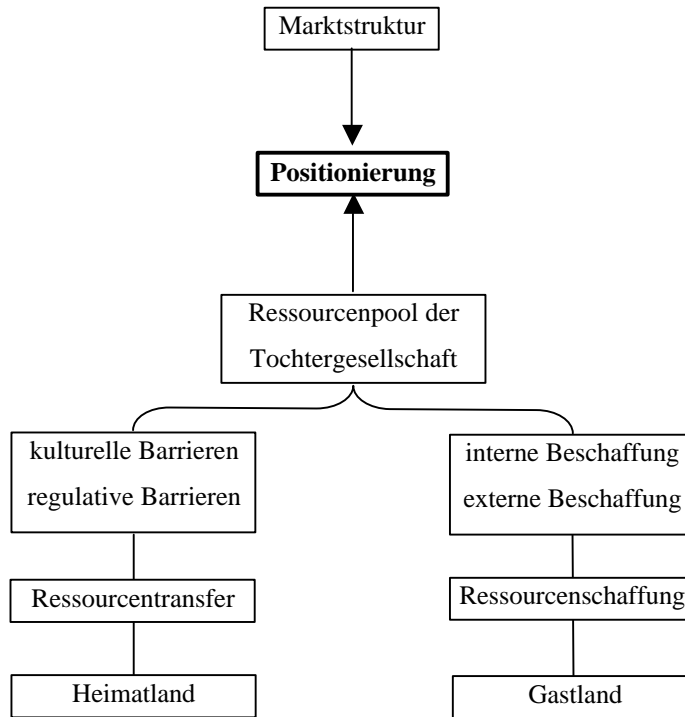 Marktstruktur
Positionierung
Ressourcenpool der
Tochtergesellschaft
kulturelle Barrieren
regulative Barrieren
interne Beschaffung
externe Beschaffung
Ressourcentransfer
Ressourcenschaffung
Heimatland
Gastland